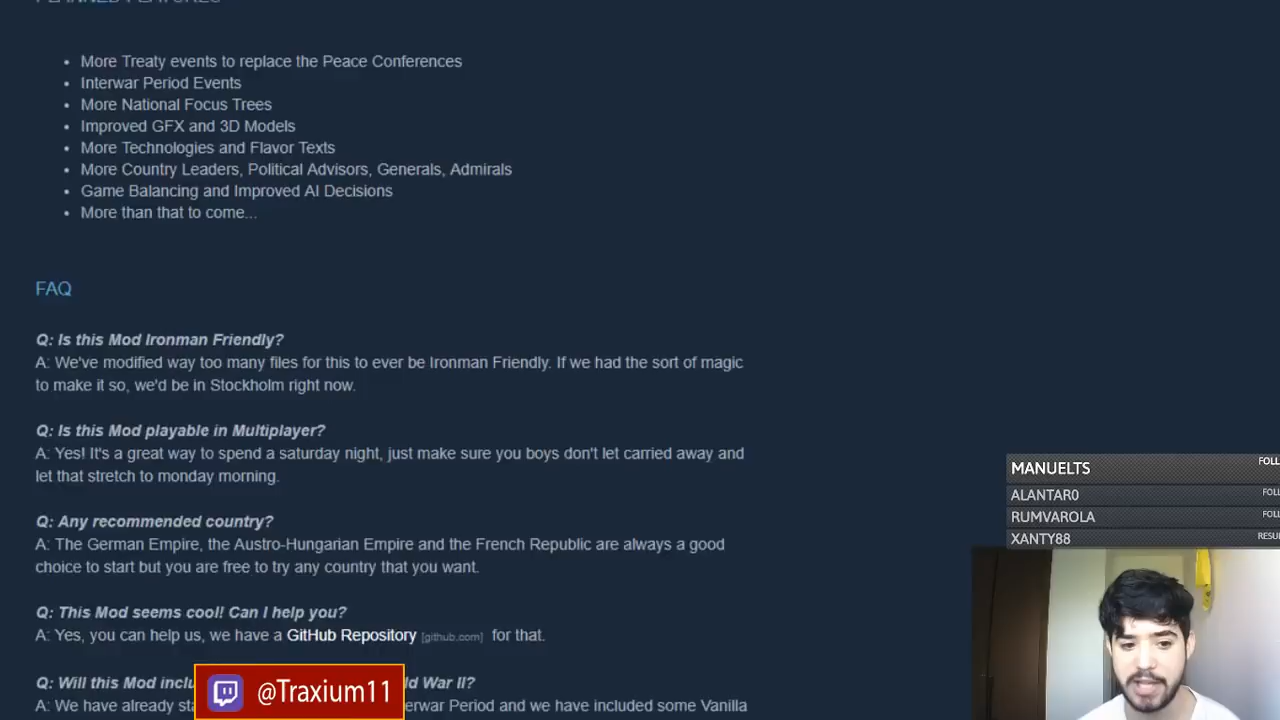 PLANNED FEATURES
More Treaty events to replace the Peace Conferences
Interwar Period Events
More National Focus Trees
Improved GFX and 3D Models
More Technologies and Flavor Texts
More Country Leaders, Political Advisors, Generals, Admirals
Game Balancing and Improved AI Decisions
More than that to come...
FAQ
Q: Is this Mod Ironman Friendly?
A: We've modified way too many files for this to ever be Ironman Friendly. If we had the sort of magic
to make it so, we'd be in Stockholm right now.
Q: Is this Mod playable in Multiplayer?
A: Yes! It's a great way to spend a saturday night, just make sure you boys don't let carried away and
let that stretch to monday morning.
Q: Any recommended country?
A: The German Empire, the Austro-Hungarian Empire and the French Republic are always a good
choice to start but you are free to try any country that you want.
Q: This Mod seems cool! Can I help you?
A: Yes, you can help us, we have a GitHub Repository [github.com] for that.
Q: Will this Mod inclu ld War II?
A: We have already sta erwar Period and we have included some Vanilla
@Traxium11
MANUELTS FOLL
ALANTAR0 FOLL
RUMVAROLA FOLL
XANTY88 RESU